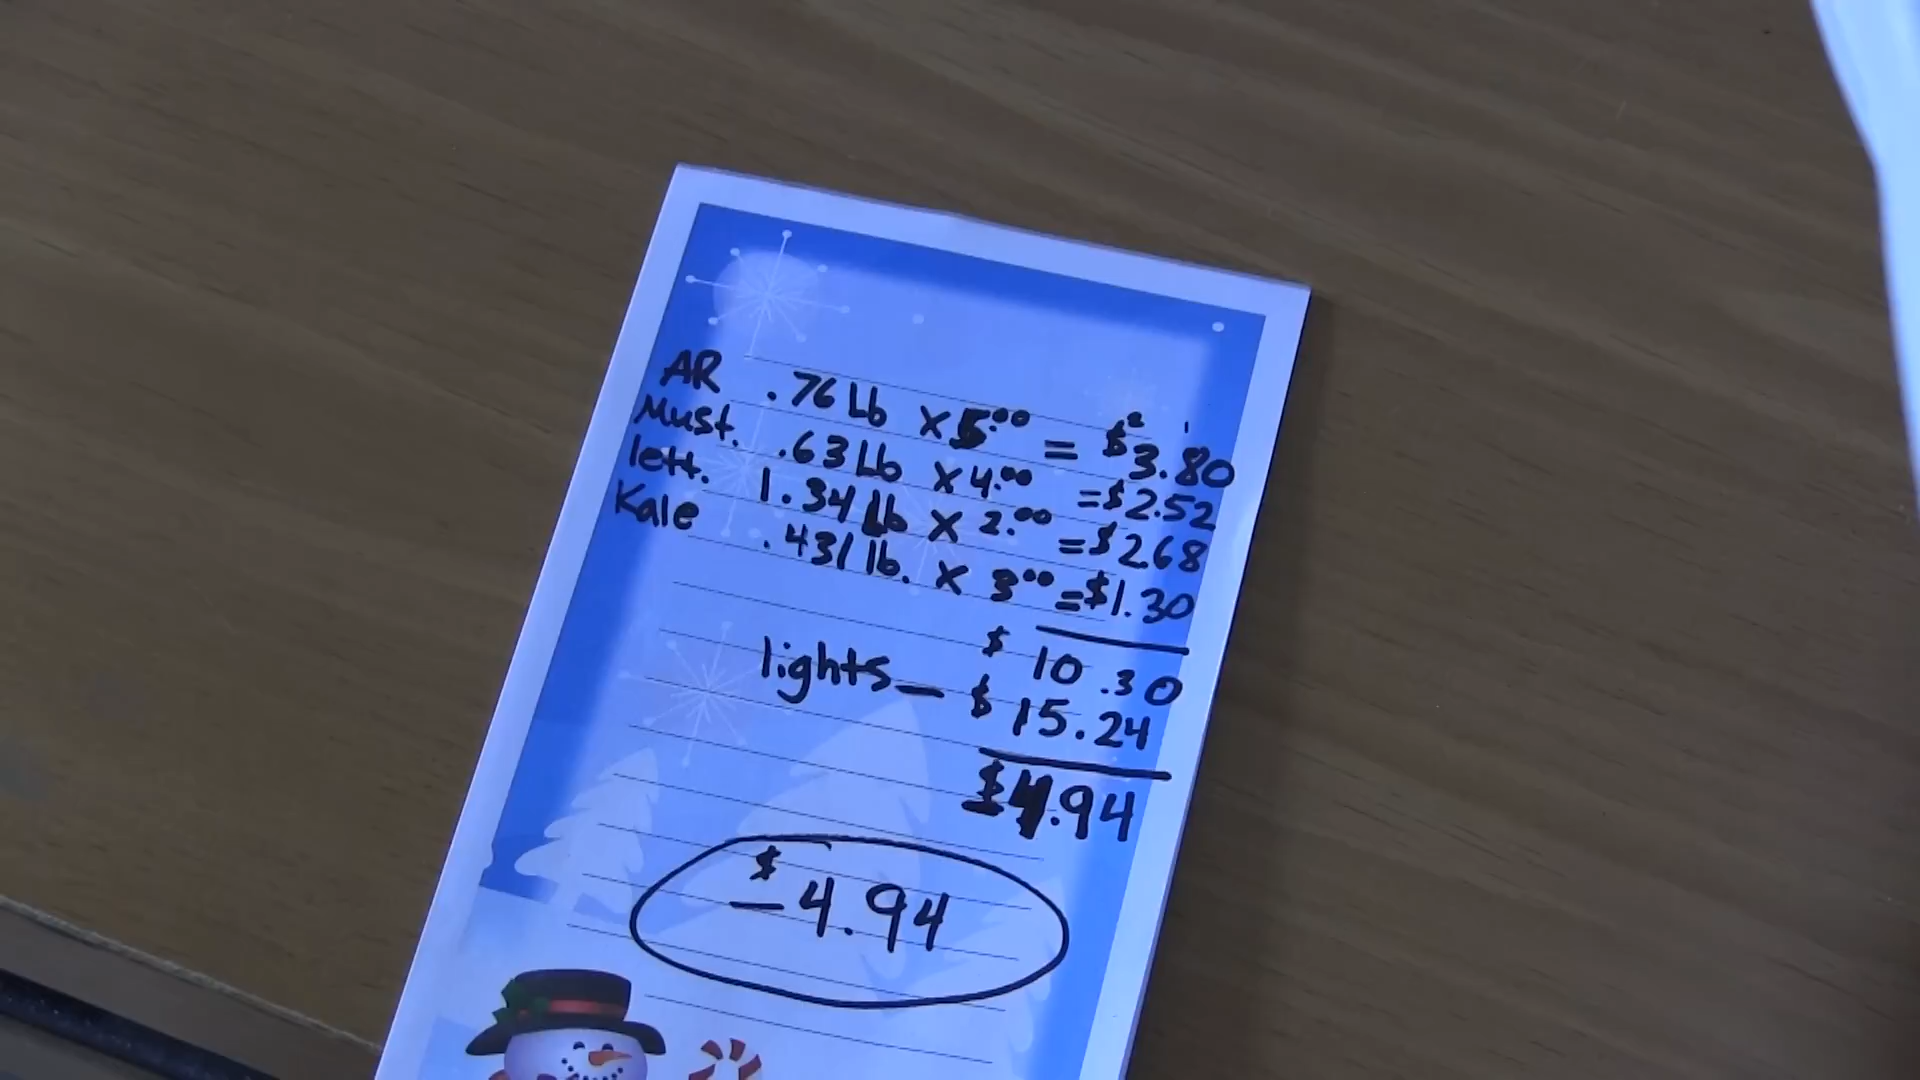 AR .76 Lb x 5.00 = $3.80
Must. .63 Lb x 4.00 = $2.52
lett. 1.34 Lb x 2.00 = $2.68
Kale .431 lb. x 3.00 = $1.30
$ 10.30
lights - $ 15.24
$4.94
$
-4.94